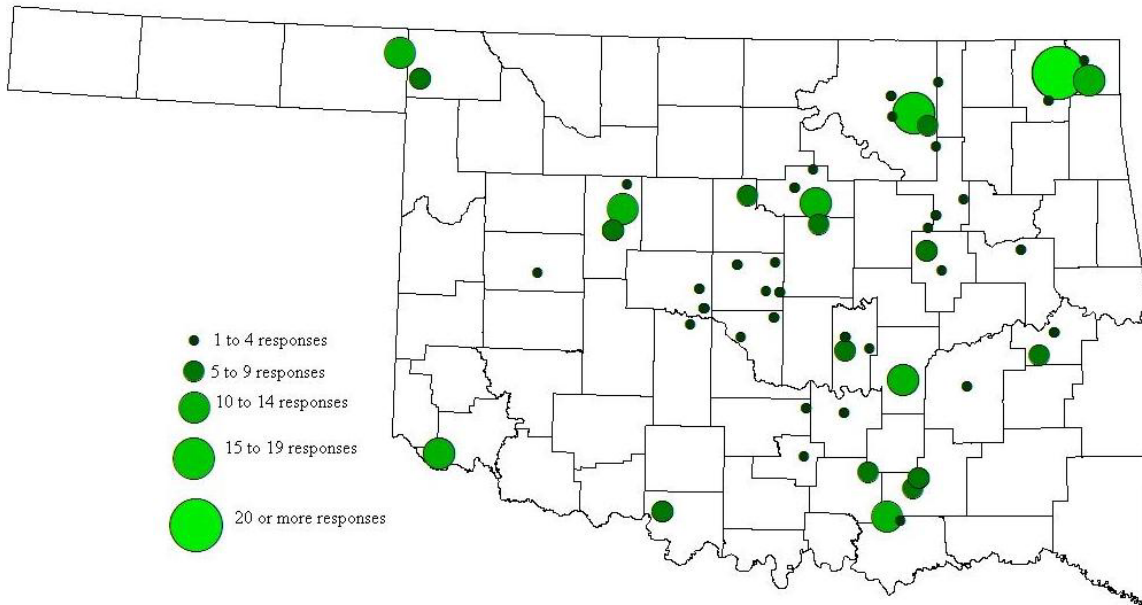 1 to 4 responses
5 to 9 responses
10 to 14 responses
15 to 19 responses
20 or more responses